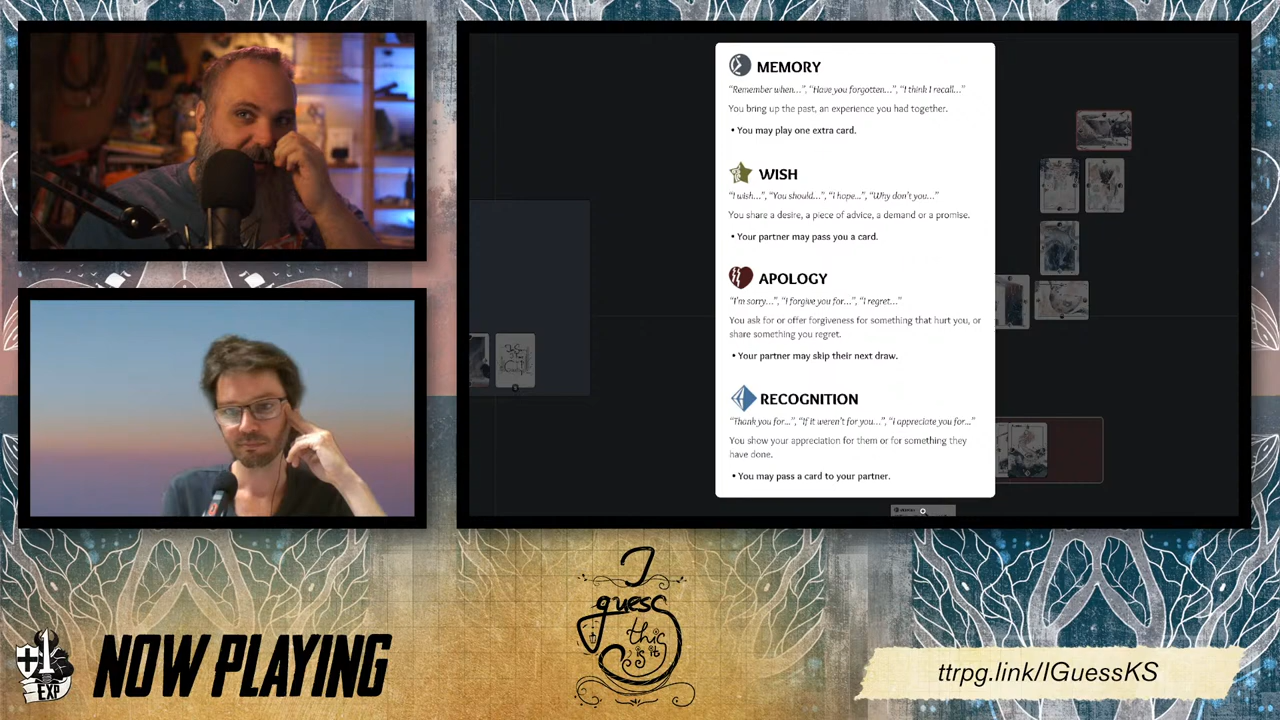 MEMORY
“Remember when...”, “Have you forgotten...”, “I think I recall...”
You bring up the past, an experience you had together.
• You may play one extra card.
WISH
“I wish...”, “You should...”, “I hope...”, “Why don’t you...”
You share a desire, a piece of advice, a demand or a promise.
• Your partner may pass you a card.
APOLOGY
“I’m sorry...”, “I forgive you for...”, “I regret...”
You ask for or offer forgiveness for something that hurt you, or
share something you regret.
• Your partner may skip their next draw.
RECOGNITION
“Thank you for...”, “If it weren’t for you...”, “I appreciate you for...”
You show your appreciation for them or for something they
have done.
• You may pass a card to your partner.
+1
EXP
NOW PLAYING
I
guess
this
is it
ttrpg.link/IGuessKS